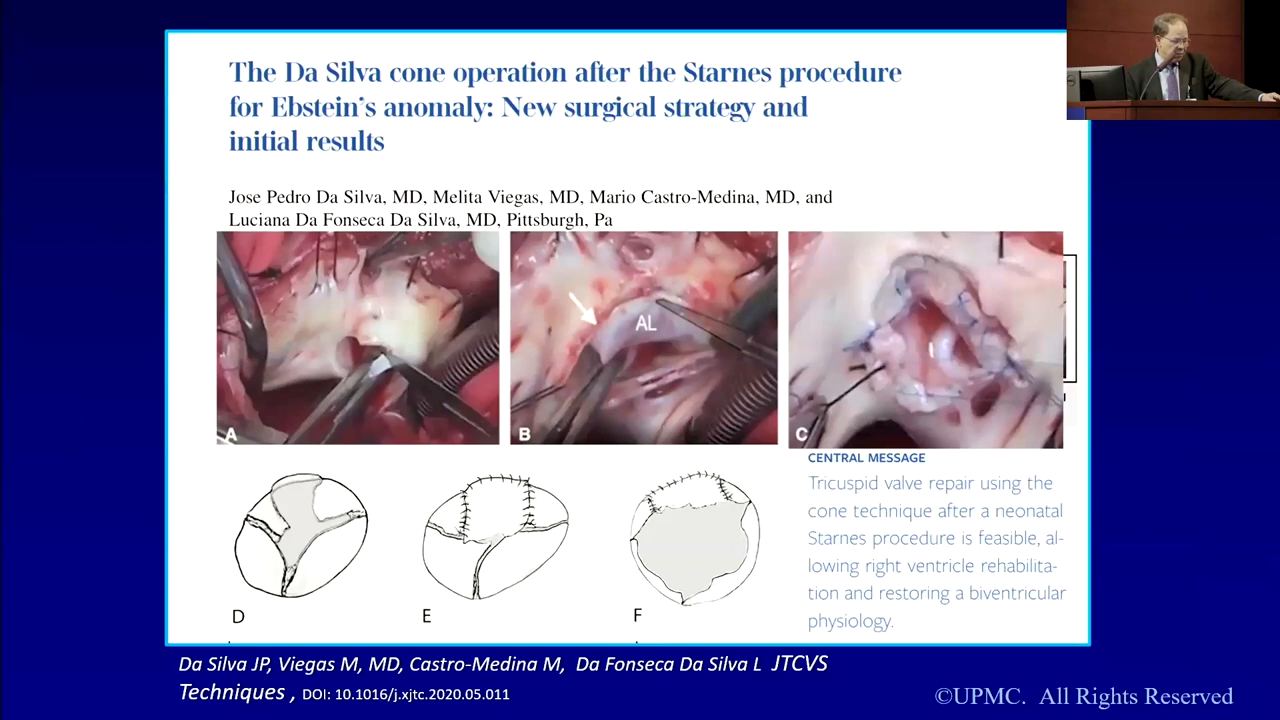 The Da Silva cone operation after the Starnes procedure
for Ebstein's anomaly: New surgical strategy and
initial results
Jose Pedro Da Silva, MD, Melita Viegas, MD, Mario Castro-Medina, MD, and
Luciana Da Fonseca Da Silva, MD, Pittsburgh, Pa
A
B
AL
C
D
E
F
CENTRAL MESSAGE
Tricuspid valve repair using the
cone technique after a neonatal
Starnes procedure is feasible, al-
lowing right ventricle rehabilita-
tion and restoring a biventricular
physiology.
Da Silva JP, Viegas M, MD, Castro-Medina M, Da Fonseca Da Silva L JTCVS
Techniques , DOI: 10.1016/j.xjtc.2020.05.011
©UPMC. All Rights Reserved